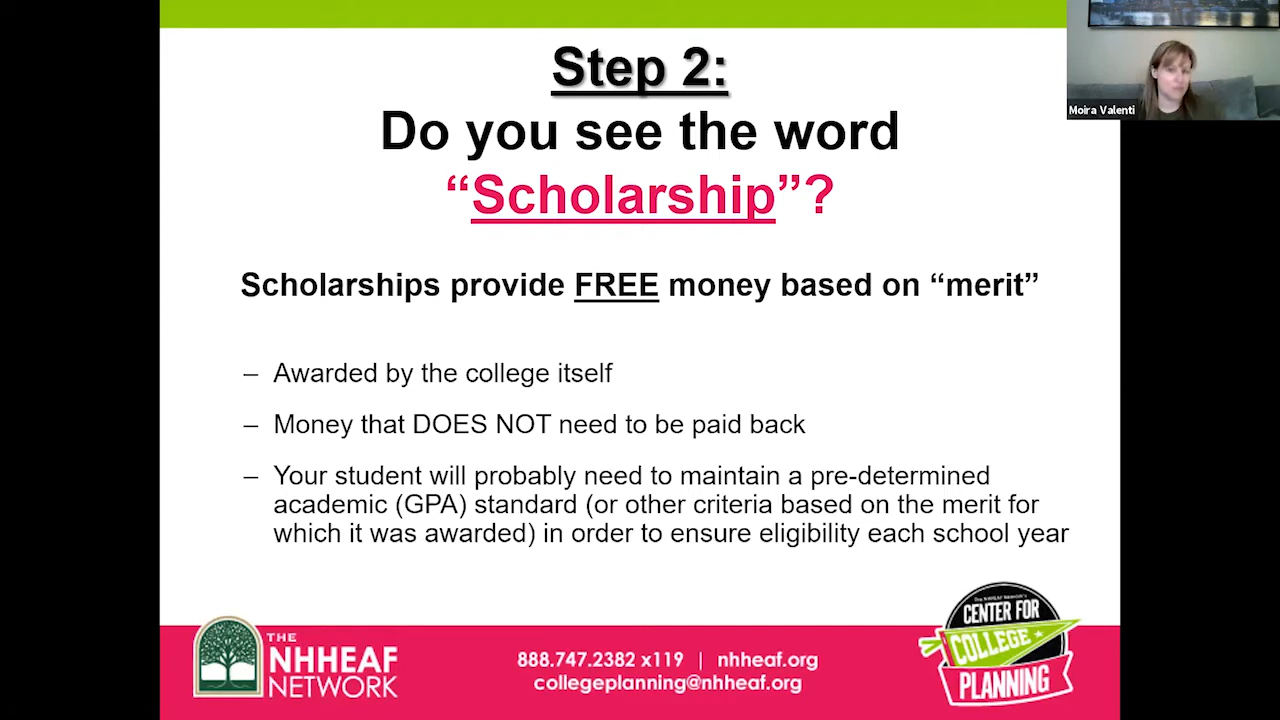 Step 2:
Do you see the word
“Scholarship”?
Moira Valenti
Scholarships provide FREE money based on “merit”
– Awarded by the college itself
– Money that DOES NOT need to be paid back
– Your student will probably need to maintain a pre-determined
academic (GPA) standard (or other criteria based on the merit for
which it was awarded) in order to ensure eligibility each school year
THE
NHHEAF
NETWORK
888.747.2382 x119 | nhheaf.org
collegeplanning@nhheaf.org
The NHHEAF Network's
CENTER FOR
COLLEGE
PLANNING